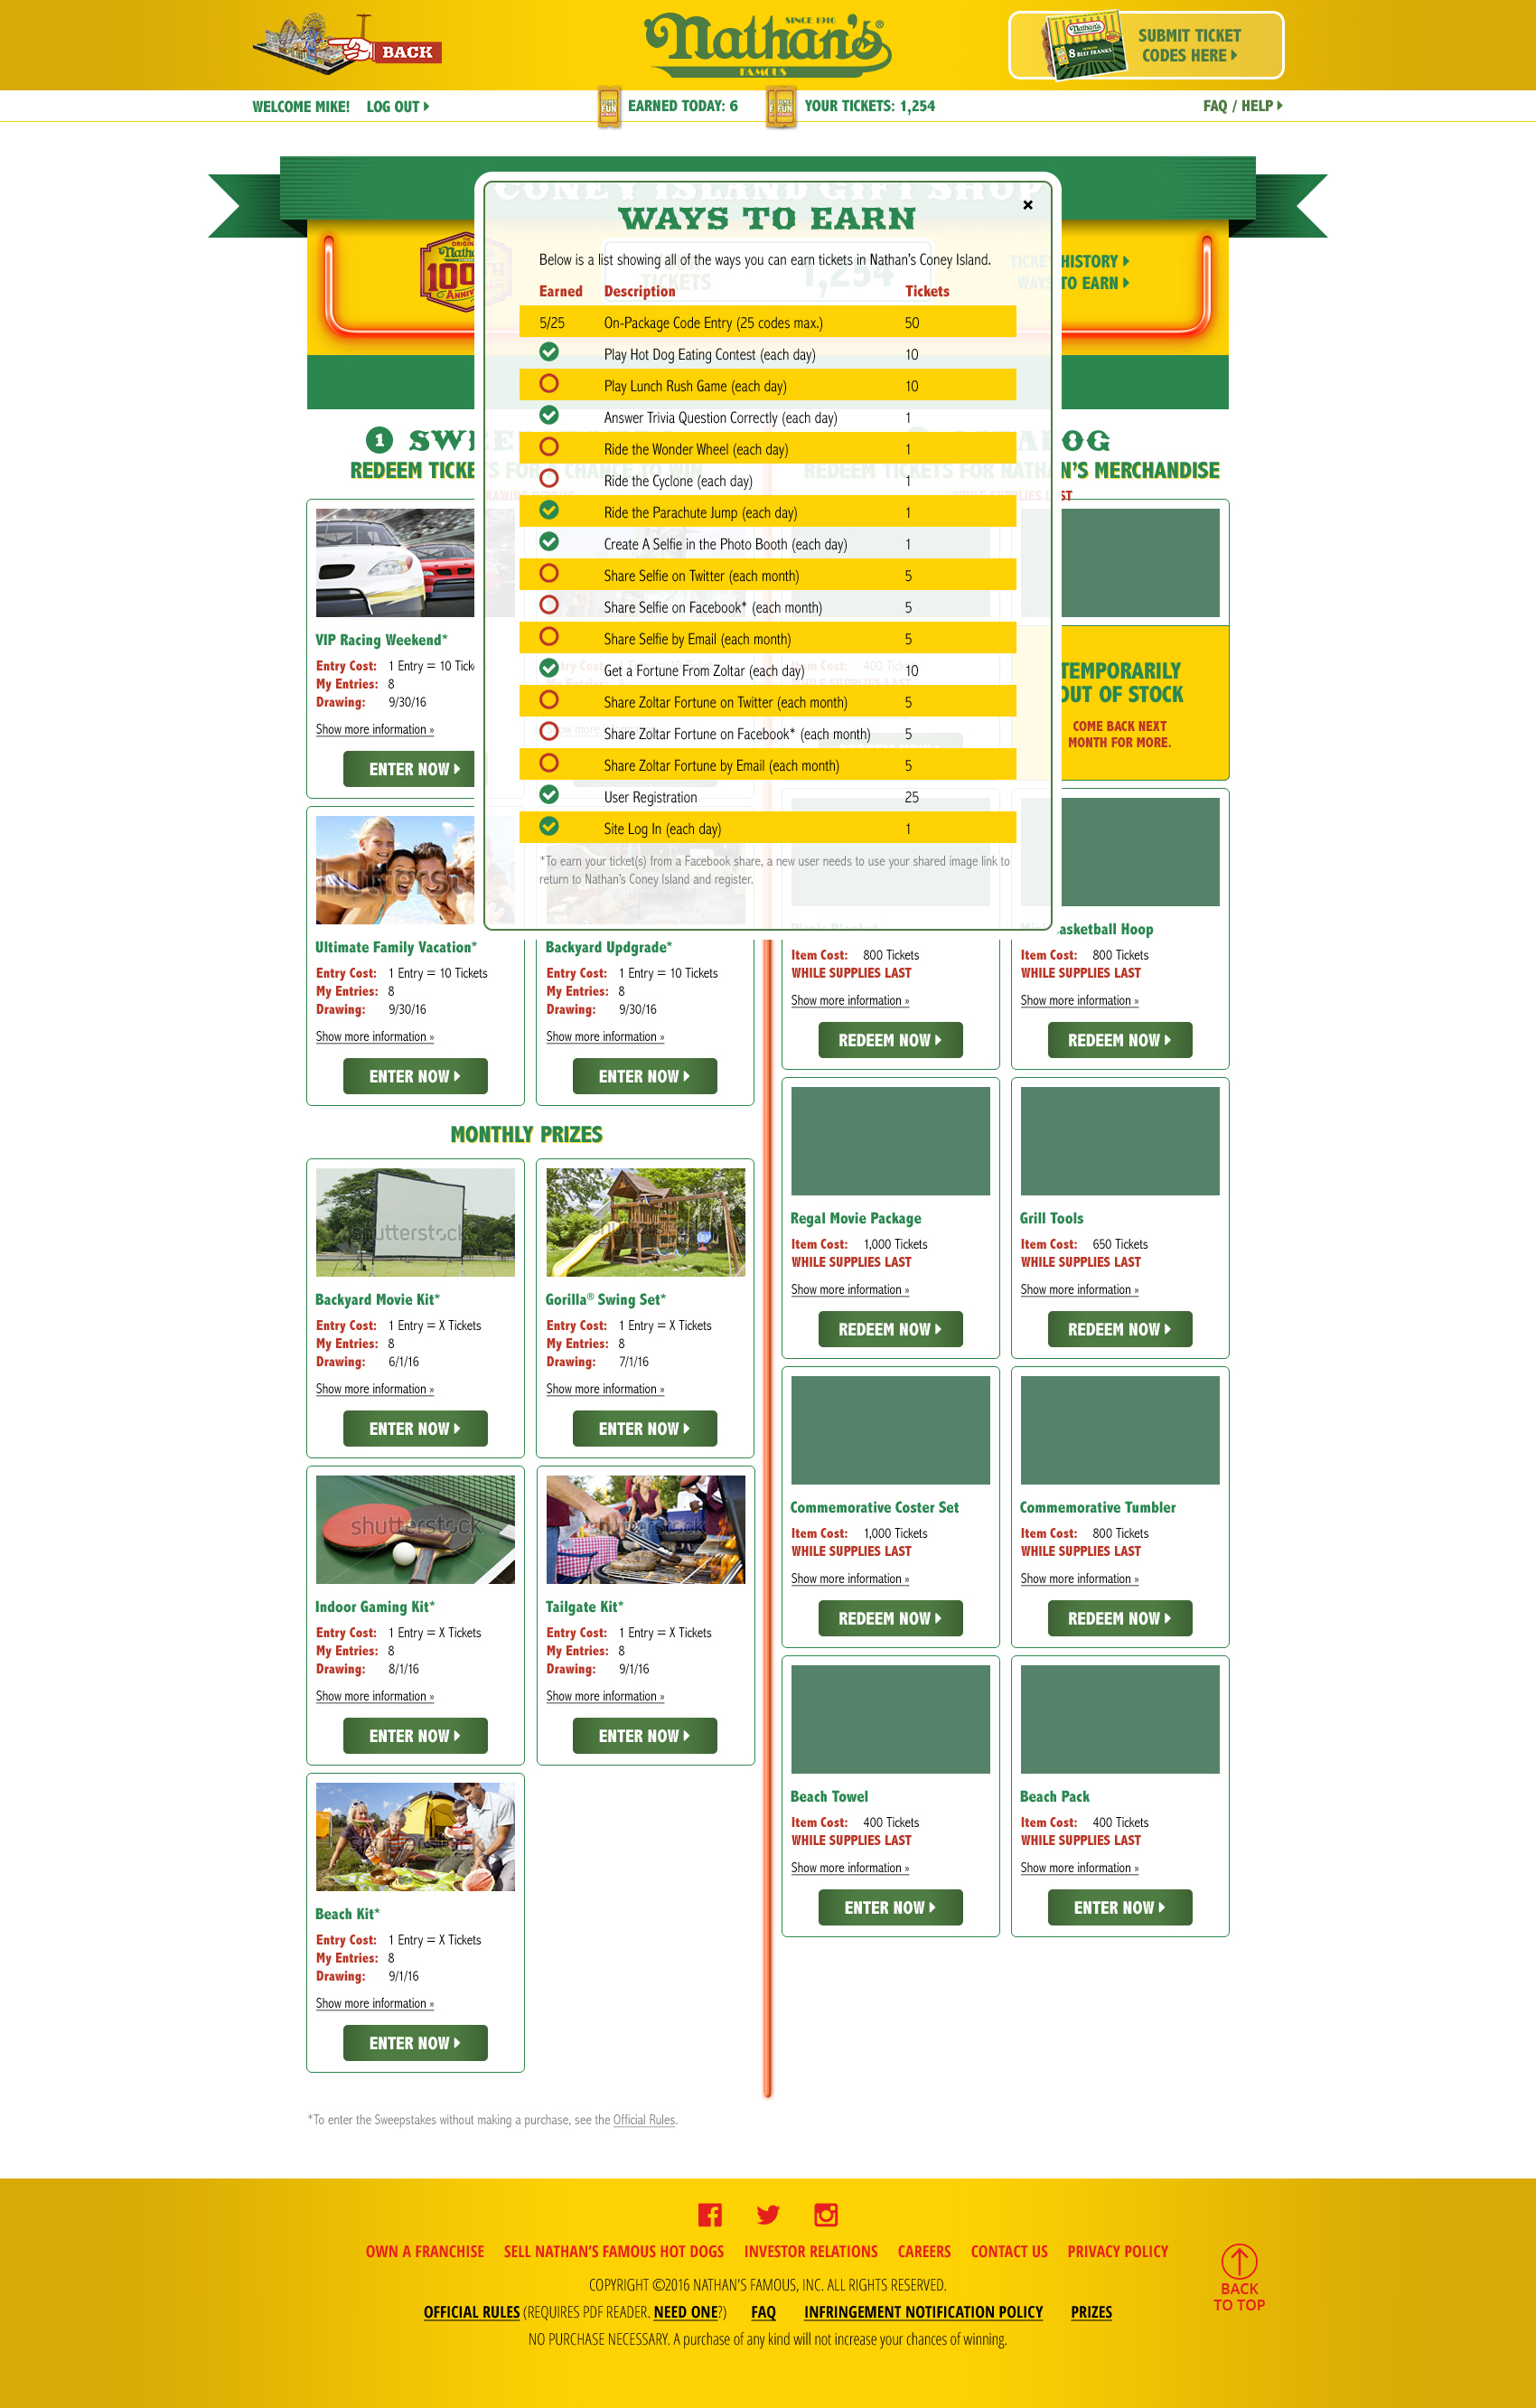 BACK
SINCE 1916
Nathan's®
FAMOUS
SUBMIT TICKET
CODES HERE
WELCOME MIKE! LOG OUT
EARNED TODAY: 6
YOUR TICKETS: 1,254
FAQ / HELP
CONEY ISLAND GIFT SHOP
WAYS TO EARN
×
Below is a list showing all of the ways you can earn tickets in Nathan's Coney Island.
TICKET HISTORY
WAYS TO EARN
TICKETS
1,254
Earned Description Tickets
5/25 On-Package Code Entry (25 codes max.) 50
Play Hot Dog Eating Contest (each day) 10
Play Lunch Rush Game (each day) 10
Answer Trivia Question Correctly (each day) 1
Ride the Wonder Wheel (each day) 1
Ride the Cyclone (each day) 1
Ride the Parachute Jump (each day) 1
Create A Selfie in the Photo Booth (each day) 1
Share Selfie on Twitter (each month) 5
Share Selfie on Facebook* (each month) 5
Share Selfie by Email (each month) 5
Get a Fortune From Zoltar (each day) 10
Share Zoltar Fortune on Twitter (each month) 5
Share Zoltar Fortune on Facebook* (each month) 5
Share Zoltar Fortune by Email (each month) 5
User Registration 25
Site Log In (each day) 1
*To earn your ticket(s) from a Facebook share, a new user needs to use your shared image link to
return to Nathan's Coney Island and register.
1
REDEEM TICKETS FOR A CHANCE TO WIN
REDEEM TICKETS FOR NATHAN'S MERCHANDISE
VIP Racing Weekend*
Entry Cost: 1 Entry = 10 Ticke
My Entries: 8
Drawing: 9/30/16
Show more information »
ENTER NOW
TEMPORARILY
OUT OF STOCK
COME BACK NEXT
MONTH FOR MORE.
Ultimate Family Vacation*
Entry Cost: 1 Entry = 10 Tickets
My Entries: 8
Drawing: 9/30/16
Show more information »
ENTER NOW
Backyard Updgrade*
Entry Cost: 1 Entry = 10 Tickets
My Entries: 8
Drawing: 9/30/16
Show more information »
ENTER NOW
MONTHLY PRIZES
shutterstock
Backyard Movie Kit*
Entry Cost: 1 Entry = X Tickets
My Entries: 8
Drawing: 6/1/16
Show more information »
ENTER NOW
Gorilla® Swing Set*
Entry Cost: 1 Entry = X Tickets
My Entries: 8
Drawing: 7/1/16
Show more information »
ENTER NOW
shutterstock
Indoor Gaming Kit*
Entry Cost: 1 Entry = X Tickets
My Entries: 8
Drawing: 8/1/16
Show more information »
ENTER NOW
shutterstock
Tailgate Kit*
Entry Cost: 1 Entry = X Tickets
My Entries: 8
Drawing: 9/1/16
Show more information »
ENTER NOW
shutterstock
Beach Kit*
Entry Cost: 1 Entry = X Tickets
My Entries: 8
Drawing: 9/1/16
Show more information »
ENTER NOW
Item Cost: 800 Tickets
WHILE SUPPLIES LAST
Show more information »
REDEEM NOW
Basketball Hoop
Item Cost: 800 Tickets
WHILE SUPPLIES LAST
Show more information »
REDEEM NOW
Regal Movie Package
Item Cost: 1,000 Tickets
WHILE SUPPLIES LAST
Show more information »
REDEEM NOW
Grill Tools
Item Cost: 650 Tickets
WHILE SUPPLIES LAST
Show more information »
REDEEM NOW
Commemorative Coster Set
Item Cost: 1,000 Tickets
WHILE SUPPLIES LAST
Show more information »
REDEEM NOW
Commemorative Tumbler
Item Cost: 800 Tickets
WHILE SUPPLIES LAST
Show more information »
REDEEM NOW
Beach Towel
Item Cost: 400 Tickets
WHILE SUPPLIES LAST
Show more information »
ENTER NOW
Beach Pack
Item Cost: 400 Tickets
WHILE SUPPLIES LAST
Show more information »
ENTER NOW
*To enter the Sweepstakes without making a purchase, see the Official Rules.
OWN A FRANCHISE SELL NATHAN'S FAMOUS HOT DOGS INVESTOR RELATIONS CAREERS CONTACT US PRIVACY POLICY
COPYRIGHT ©2016 NATHAN'S FAMOUS, INC. ALL RIGHTS RESERVED.
OFFICIAL RULES (REQUIRES PDF READER. NEED ONE?) FAQ INFRINGEMENT NOTIFICATION POLICY PRIZES
NO PURCHASE NECESSARY. A purchase of any kind will not increase your chances of winning.
BACK
TO TOP